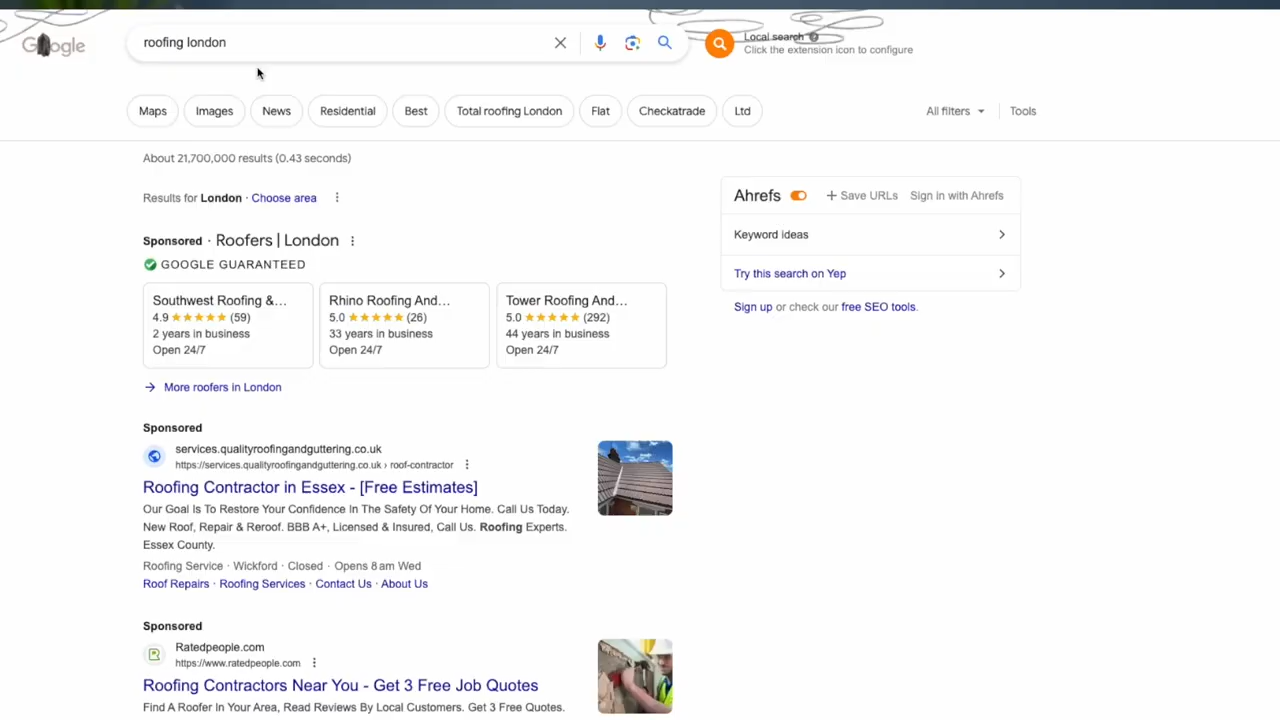 Google
roofing london
Local search
Click the extension icon to configure
Maps
Images
News
Residential
Best
Total roofing London
Flat
Checkatrade
Ltd
All filters
Tools
About 21,700,000 results (0.43 seconds)
Results for London · Choose area
Sponsored · Roofers | London
GOOGLE GUARANTEED
Southwest Roofing &...
4.9 (59)
2 years in business
Open 24/7
Rhino Roofing And...
5.0 (26)
33 years in business
Open 24/7
Tower Roofing And...
5.0 (292)
44 years in business
Open 24/7
More roofers in London
Sponsored
services.qualityroofingandguttering.co.uk
https://services.qualityroofingandguttering.co.uk › roof-contractor
Roofing Contractor in Essex - [Free Estimates]
Our Goal Is To Restore Your Confidence In The Safety Of Your Home. Call Us Today.
New Roof, Repair & Reroof. BBB A+, Licensed & Insured, Call Us. Roofing Experts.
Essex County.
Roofing Service · Wickford · Closed · Opens 8 am Wed
Roof Repairs · Roofing Services · Contact Us · About Us
Sponsored
Ratedpeople.com
https://www.ratedpeople.com
Roofing Contractors Near You - Get 3 Free Job Quotes
Find A Roofer In Your Area, Read Reviews By Local Customers. Get 3 Free Quotes.
Ahrefs
+ Save URLs
Sign in with Ahrefs
Keyword ideas
Try this search on Yep
Sign up or check our free SEO tools.